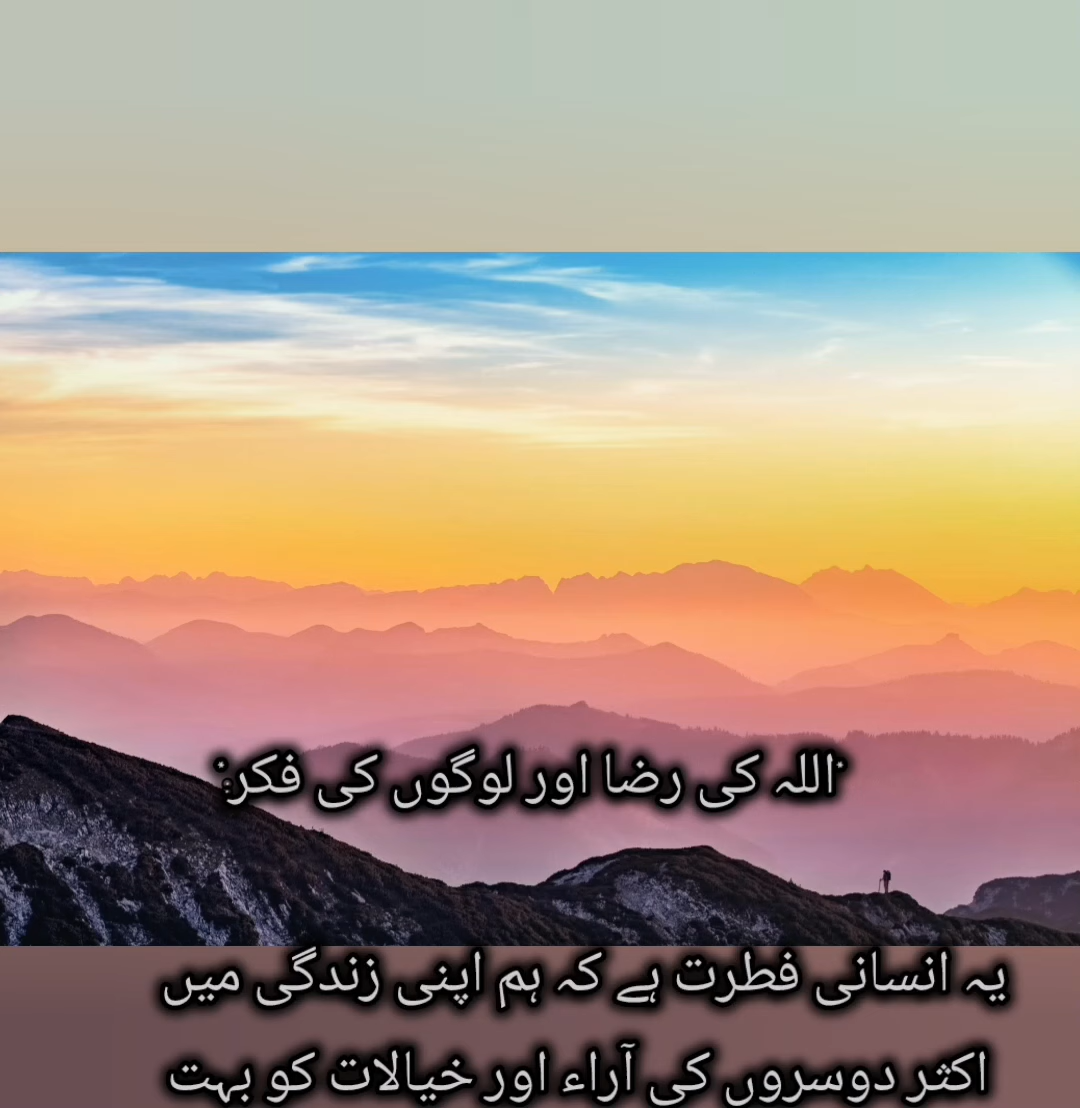 *اللہ کی رضا اور لوگوں کی فکر:*
یہ انسانی فطرت ہے کہ ہم اپنی زندگی میں
اکثر دوسروں کی آراء اور خیالات کو بہت